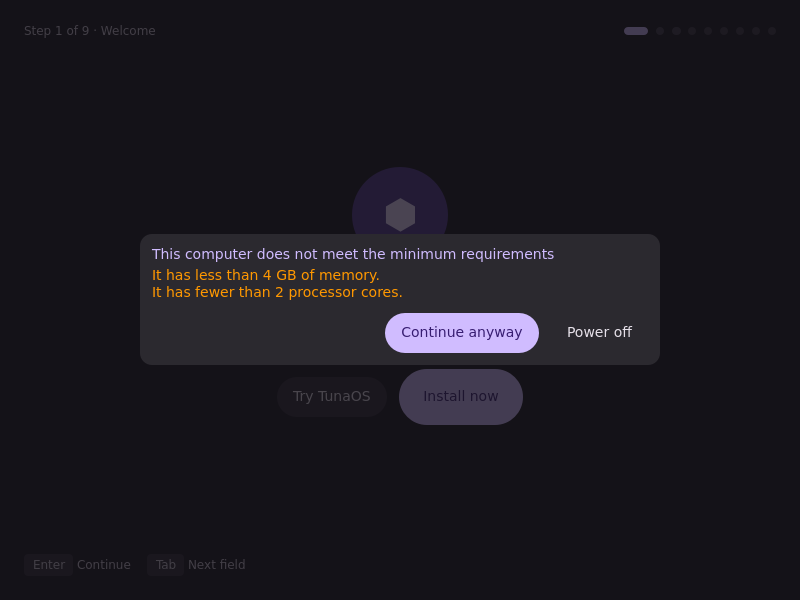 Step 1 of 9 · Welcome
This computer does not meet the minimum requirements
It has less than 4 GB of memory.
It has fewer than 2 processor cores.
Continue anyway
Power off
Try TunaOS
Install now
Enter Continue Tab Next field